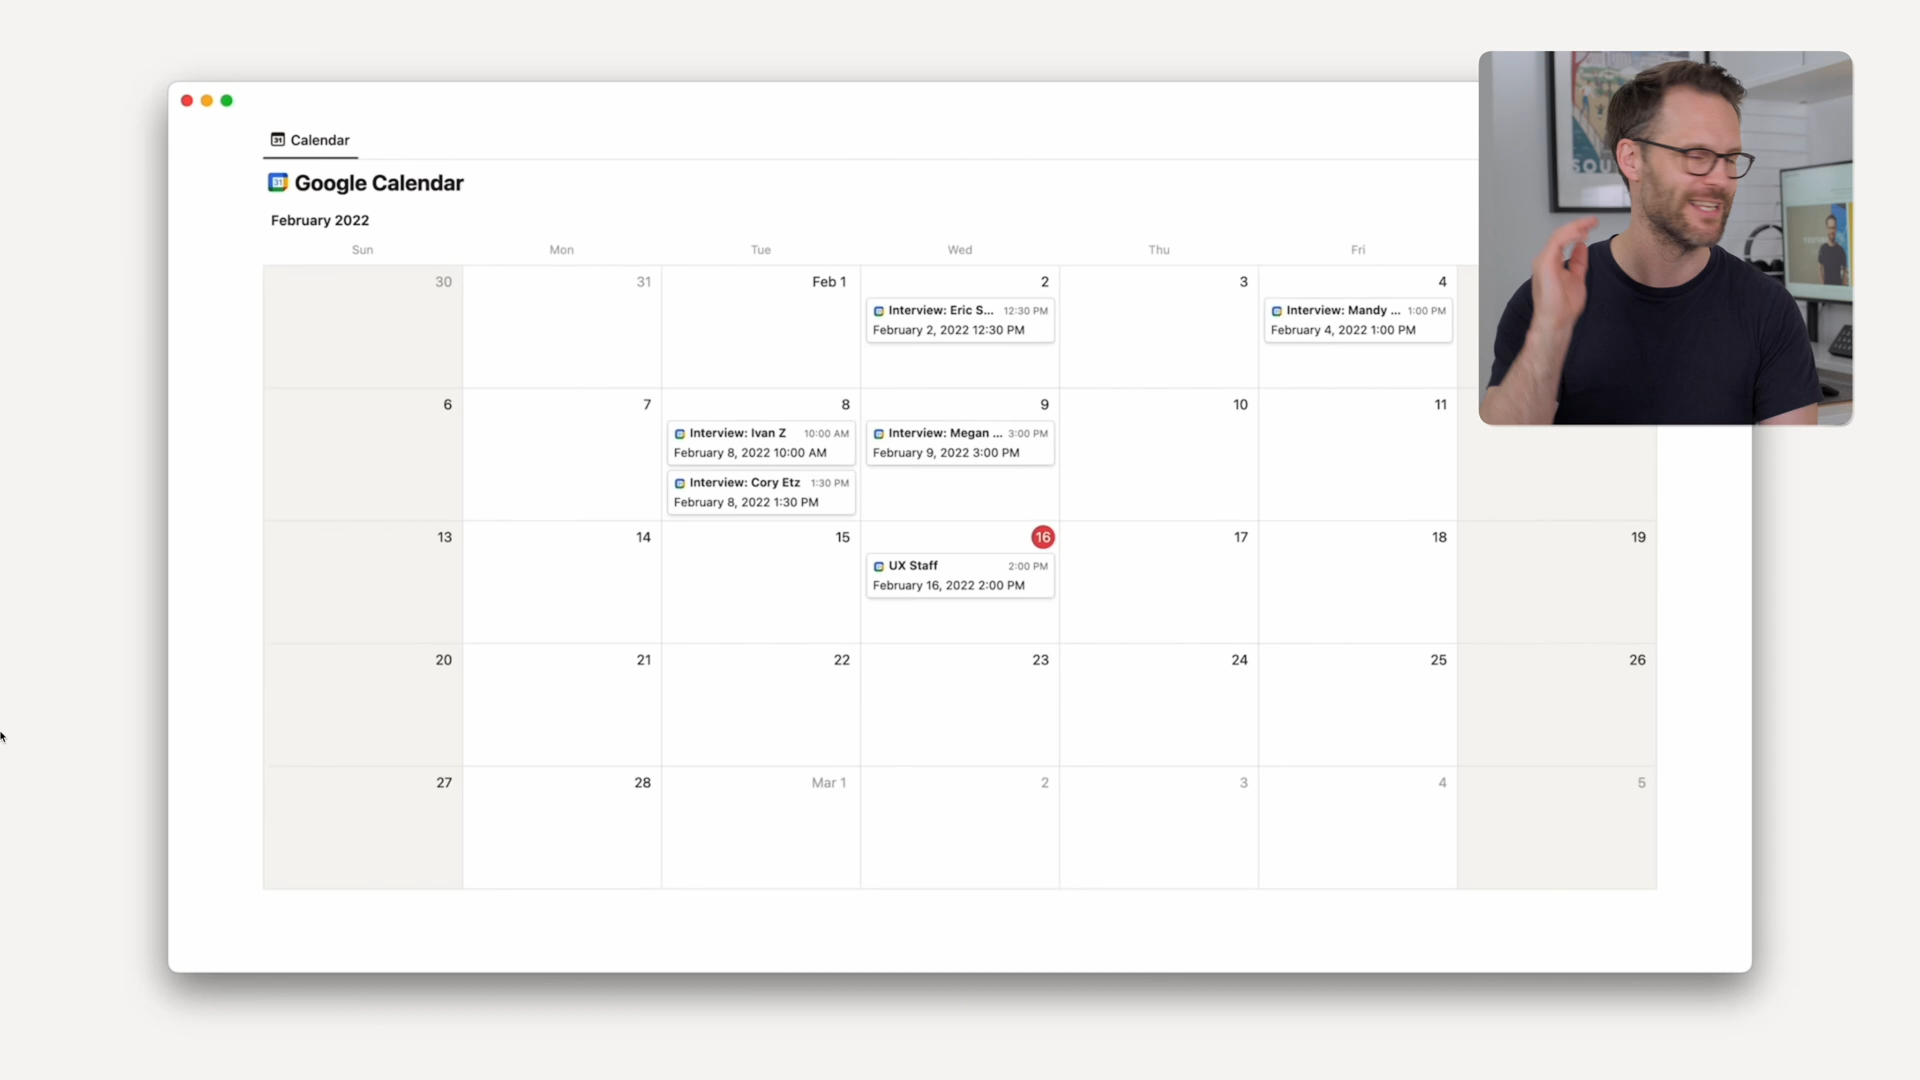 Calendar
Google Calendar
February 2022
Sun Mon Tue Wed Thu Fri
30 31 Feb 1 2 3 4
Interview: Eric S... 12:30 PM
February 2, 2022 12:30 PM
Interview: Mandy ... 1:00 PM
February 4, 2022 1:00 PM
6 7 8 9 10 11
Interview: Ivan Z 10:00 AM
February 8, 2022 10:00 AM
Interview: Cory Etz 1:30 PM
February 8, 2022 1:30 PM
Interview: Megan ... 3:00 PM
February 9, 2022 3:00 PM
13 14 15 16 17 18 19
UX Staff 2:00 PM
February 16, 2022 2:00 PM
20 21 22 23 24 25 26
27 28 Mar 1 2 3 4 5